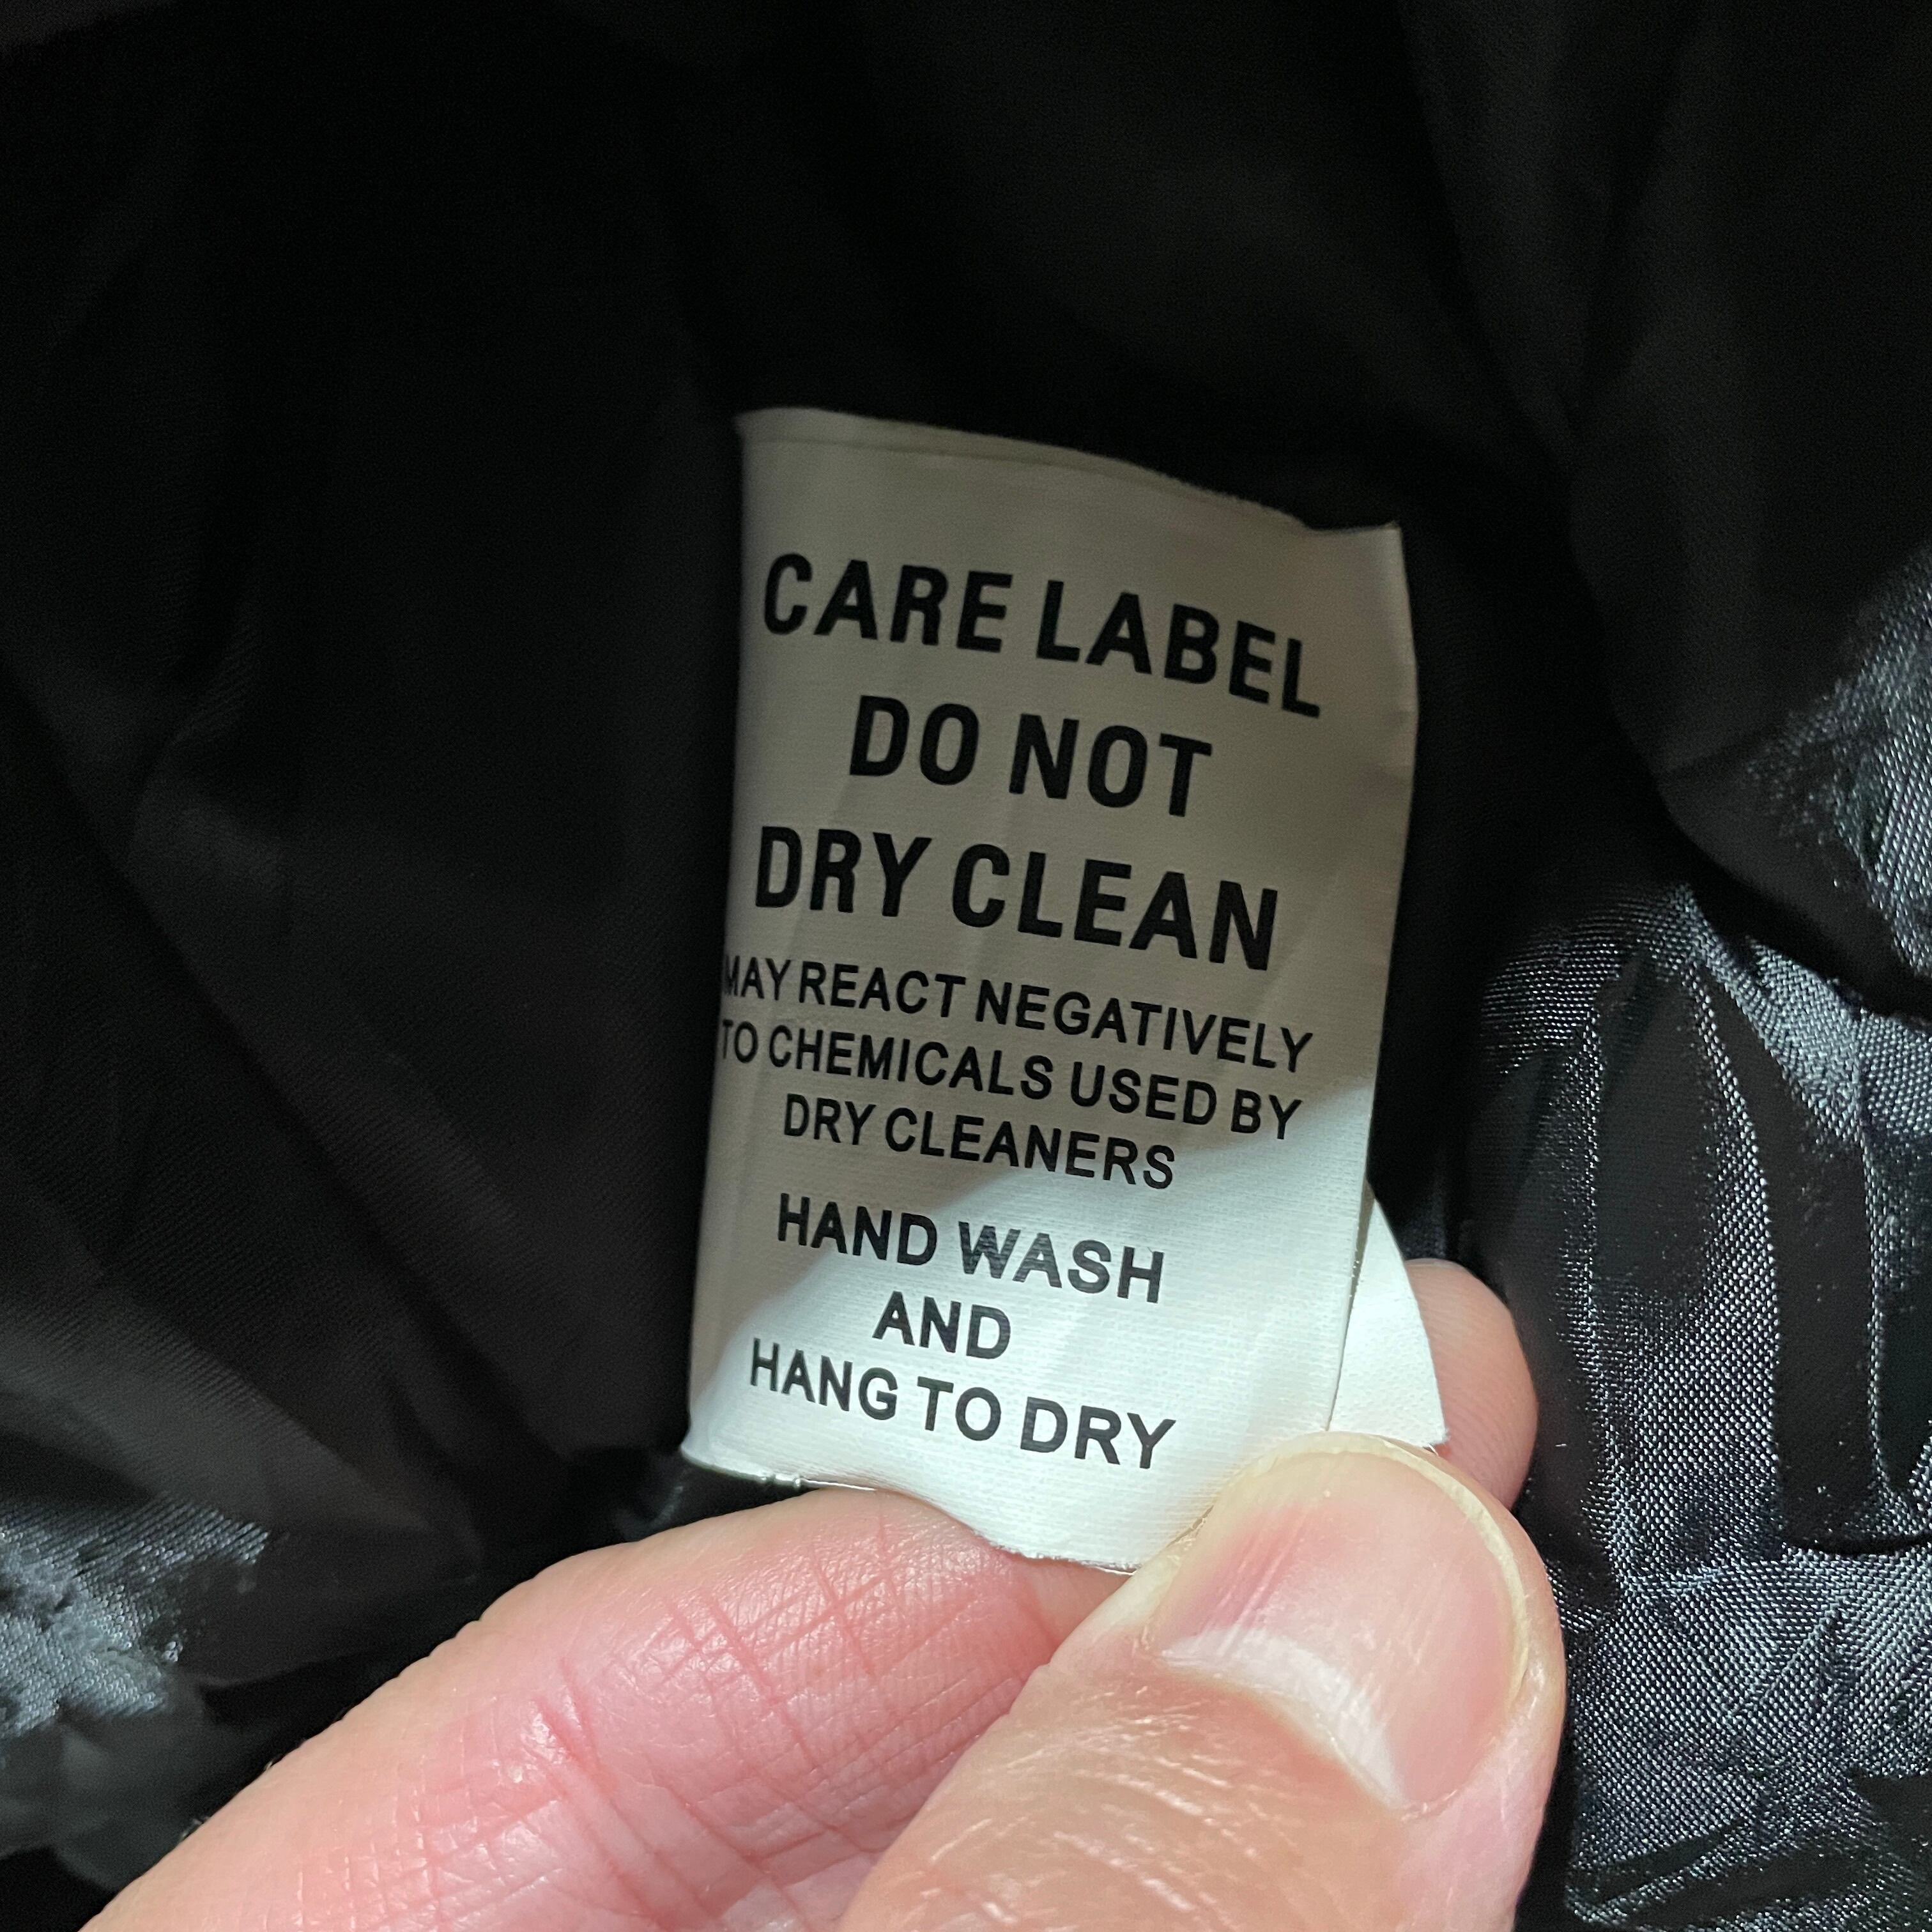 CARE LABEL
DO NOT
DRY CLEAN
MAY REACT NEGATIVELY
TO CHEMICALS USED BY
DRY CLEANERS
HAND WASH
AND
HANG TO DRY